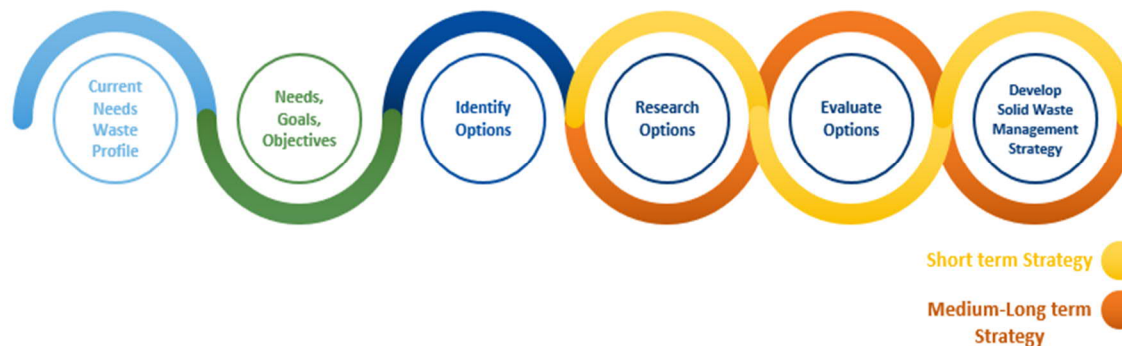 Current
Needs
Waste
Profile
Needs,
Goals,
Objectives
Identify
Options
Research
Options
Evaluate
Options
Develop
Solid Waste
Management
Strategy
Short term Strategy
Medium-Long term
Strategy